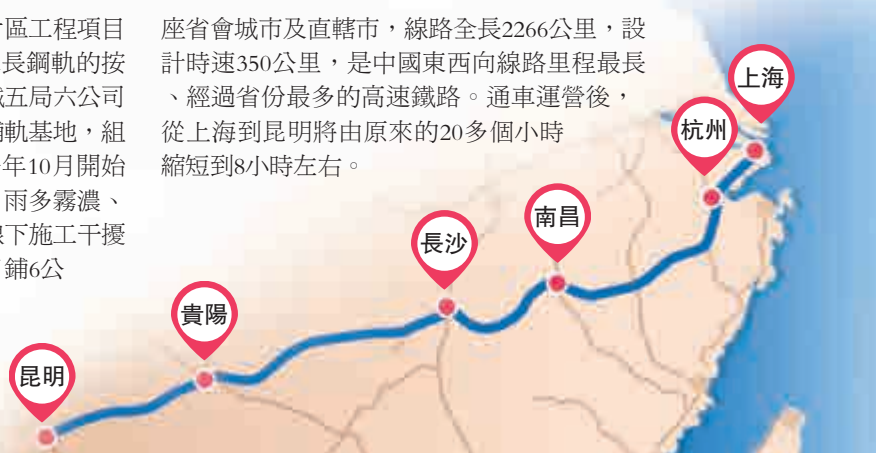 區工程項目
長鋼軌的按
五局六公司
軌基地，組
年10月開始
雨多霧濃、
下施工干擾
鋪6公
座省會城市及直轄市，線路全長2266公里，設
計時速350公里，是中國東西向線路里程最長
、經過省份最多的高速鐵路。通車運營後，
從上海到昆明將由原來的20多個小時
縮短到8小時左右。
上海
杭州
南昌
長沙
貴陽
昆明